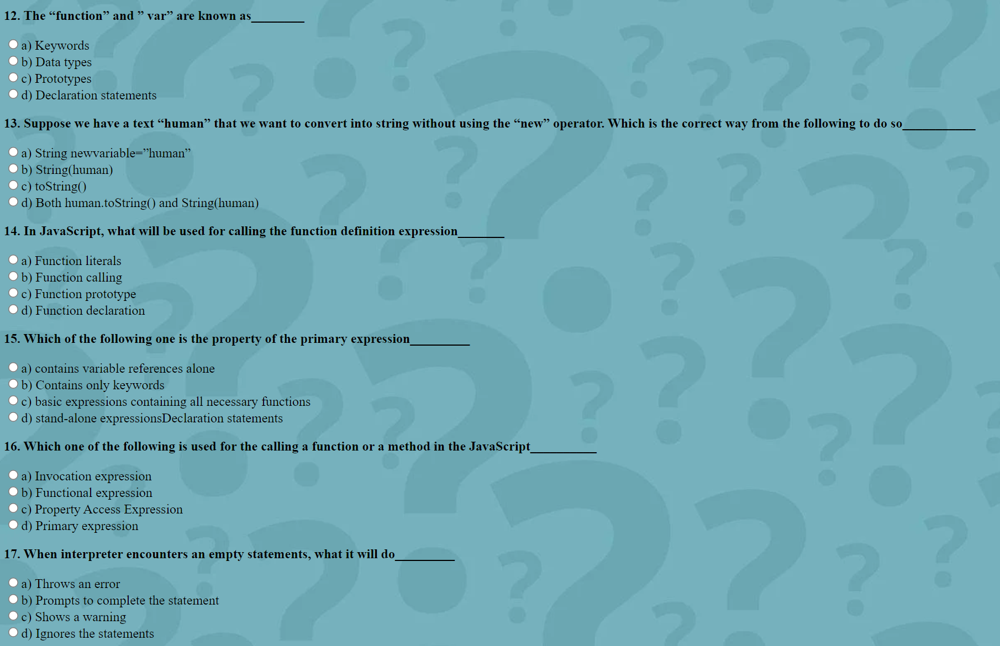 12. The “function” and ” var” are known as________
a) Keywords
b) Data types
c) Prototypes
d) Declaration statements
13. Suppose we have a text “human” that we want to convert into string without using the “new” operator. Which is the correct way from the following to do so___________
a) String newvariable=”human”
b) String(human)
c) toString()
d) Both human.toString() and String(human)
14. In JavaScript, what will be used for calling the function definition expression_______
a) Function literals
b) Function calling
c) Function prototype
d) Function declaration
15. Which of the following one is the property of the primary expression_________
a) contains variable references alone
b) Contains only keywords
c) basic expressions containing all necessary functions
d) stand-alone expressionsDeclaration statements
16. Which one of the following is used for the calling a function or a method in the JavaScript__________
a) Invocation expression
b) Functional expression
c) Property Access Expression
d) Primary expression
17. When interpreter encounters an empty statements, what it will do_________
a) Throws an error
b) Prompts to complete the statement
c) Shows a warning
d) Ignores the statements